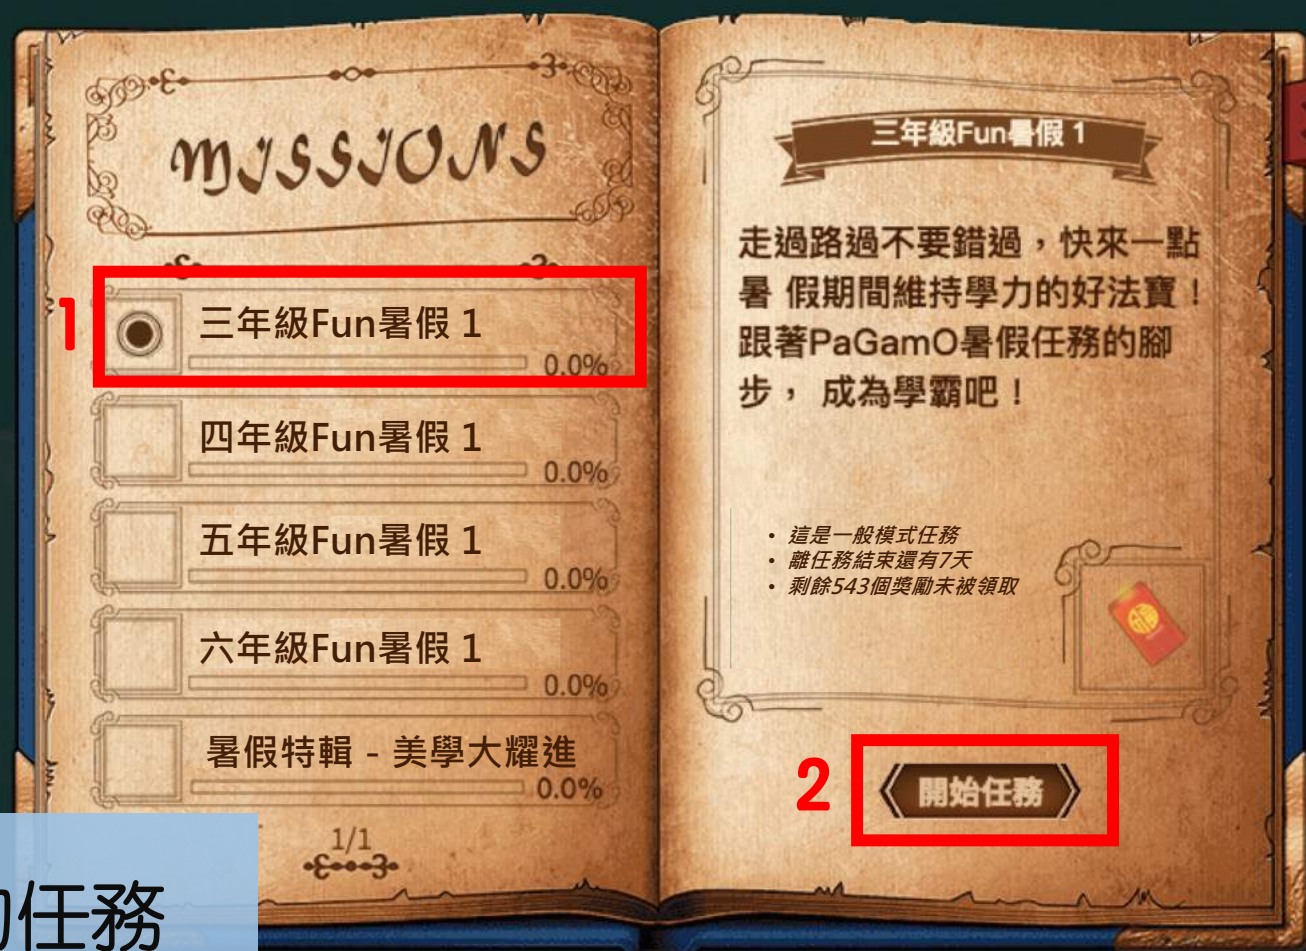 MISSIONS
1
三年級Fun暑假 1
0.0%
四年級Fun暑假 1
0.0%
五年級Fun暑假 1
0.0%
六年級Fun暑假 1
0.0%
暑假特輯 - 美學大耀進
0.0%
1/1
三年級Fun暑假 1
走過路過不要錯過，快來一點
暑 假期間維持學力的好法寶！
跟著PaGamO暑假任務的腳
步， 成為學霸吧！
• 這是一般模式任務
• 離任務結束還有7天
• 剩餘543個獎勵未被領取
2
開始任務
任務